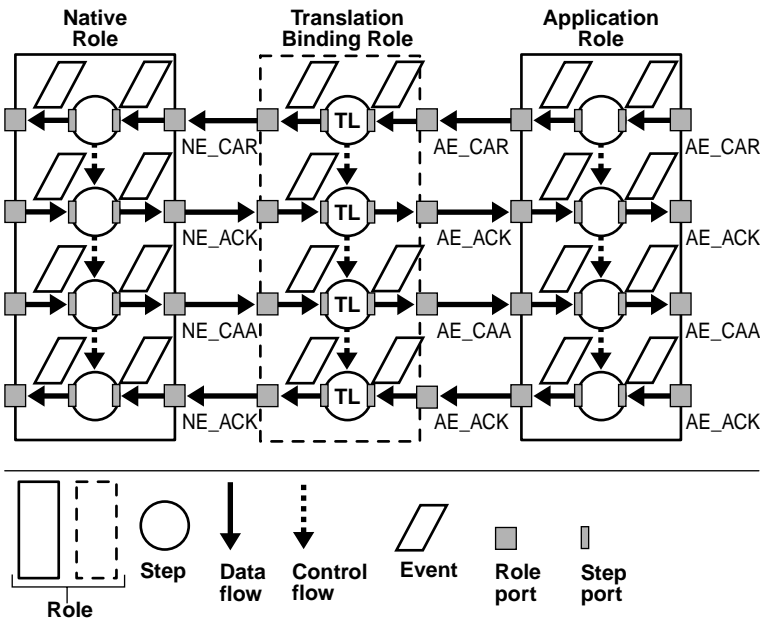 Native
Role
Translation
Binding Role
Application
Role
TL
NE_CAR
AE_CAR
AE_CAR
TL
NE_ACK
AE_ACK
AE_ACK
TL
NE_CAA
AE_CAA
AE_CAA
TL
NE_ACK
AE_ACK
AE_ACK
Role
Step
Data
flow
Control
flow
Event
Role
port
Step
port